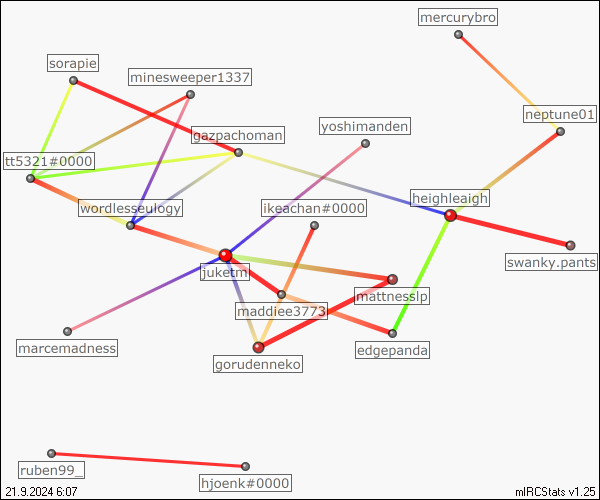 mercurybro
sorapie
minesweeper1337
neptune01
yoshimanden
gazpachoman
tt5321#0000
heighleaigh
wordlesseulogy
ikeachan#0000
swanky.pants
juketm
mattnesslp
maddiee3773
marcemadness
edgepanda
gorudenneko
ruben99_
hjoenk#0000
21.9.2024 6:07
mIRCStats v1.25